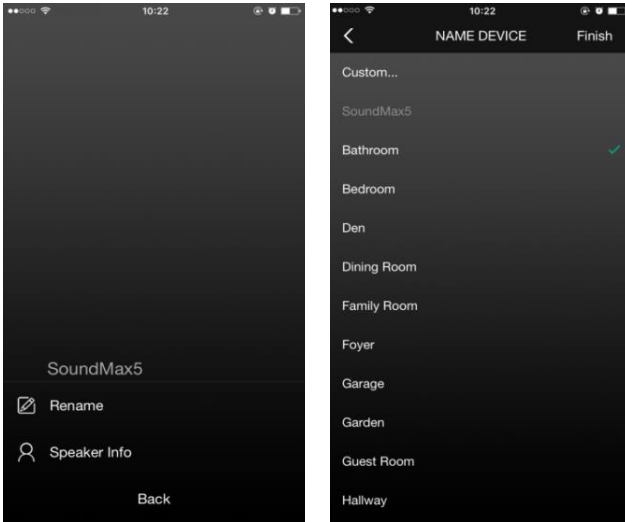 10:22
SoundMax5
Rename
Speaker Info
Back
10:22
NAME DEVICE
Finish
Custom...
SoundMax5
Bathroom
Bedroom
Den
Dining Room
Family Room
Foyer
Garage
Garden
Guest Room
Hallway